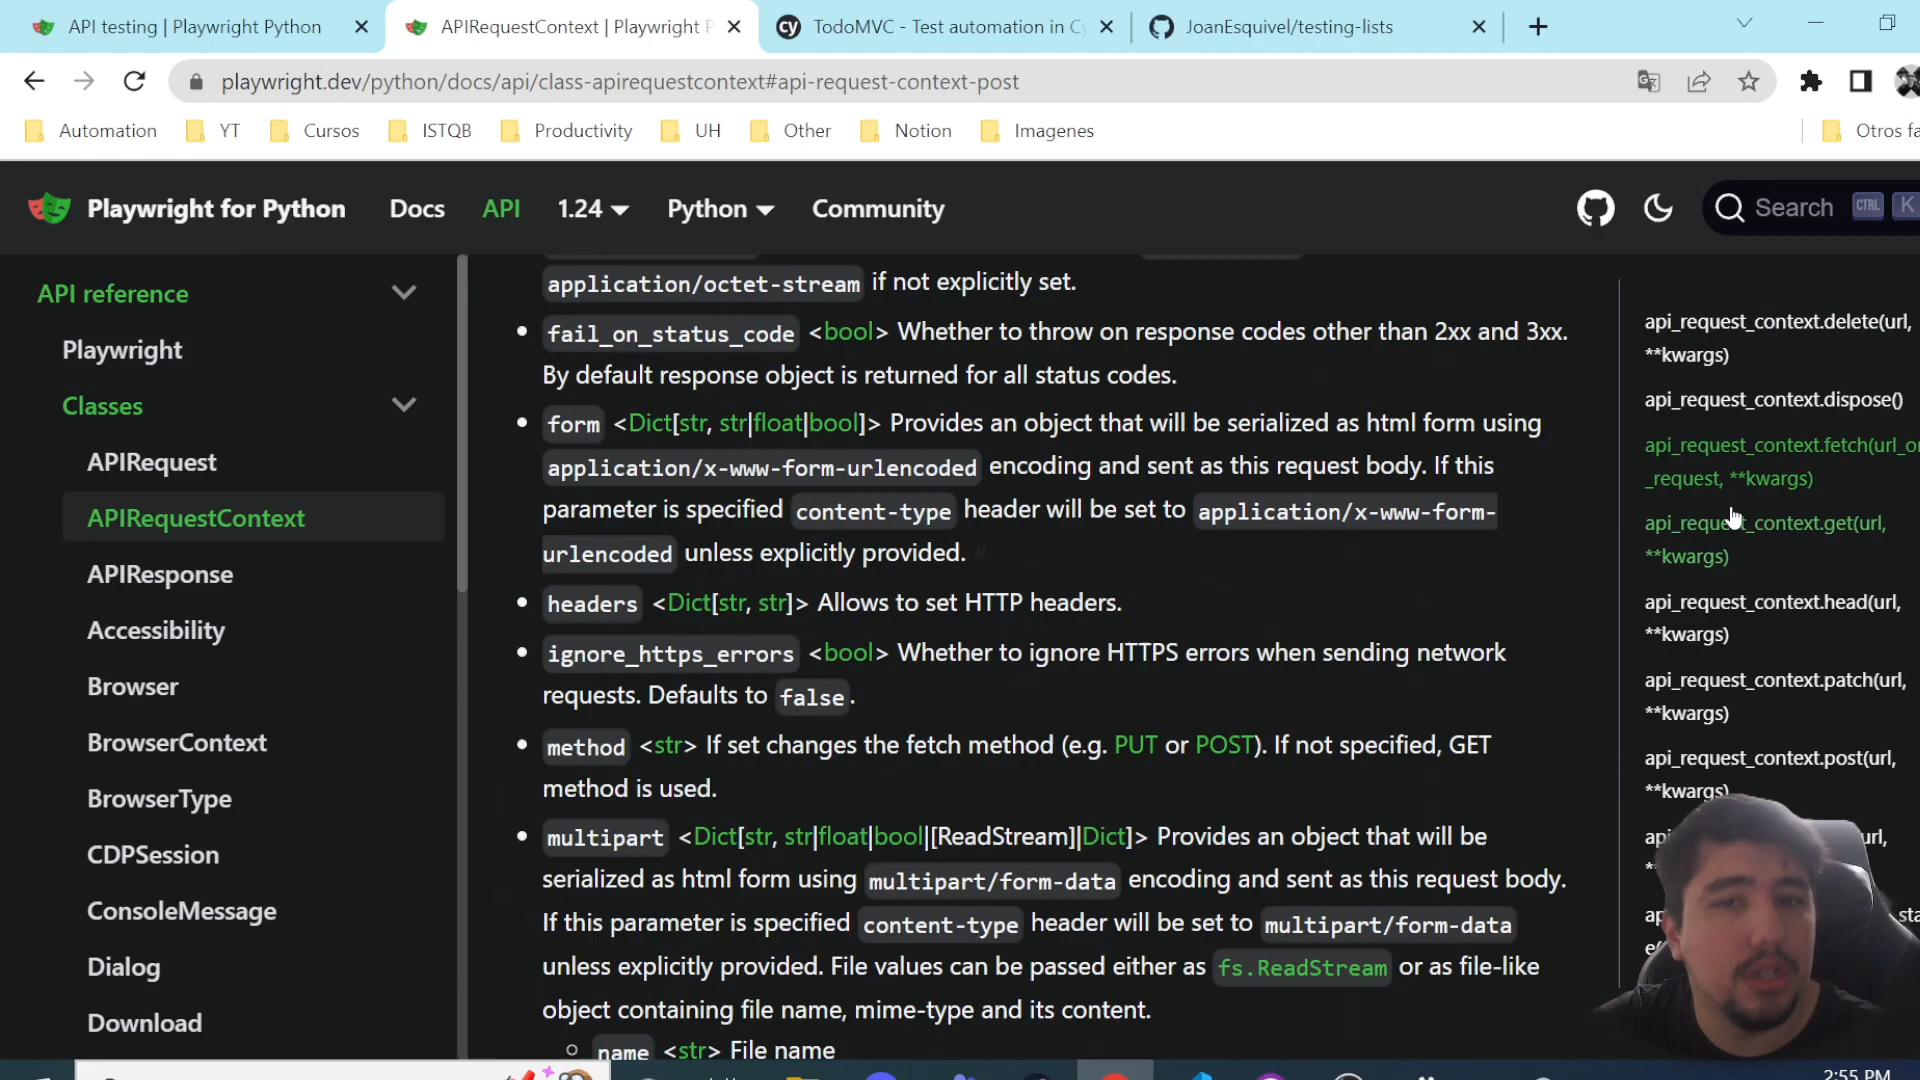 API testing | Playwright Python
APIRequestContext | Playwright P
TodoMVC - Test automation in Cy
JoanEsquivel/testing-lists
playwright.dev/python/docs/api/class-apirequestcontext#api-request-context-post
Automation
YT
Cursos
ISTQB
Productivity
UH
Other
Notion
Imagenes
Otros fa
Playwright for Python
Docs
API
1.24
Python
Community
Search
CTRL
K
API reference
Playwright
Classes
APIRequest
APIRequestContext
APIResponse
Accessibility
Browser
BrowserContext
BrowserType
CDPSession
ConsoleMessage
Dialog
Download
application/octet-stream if not explicitly set.
• fail_on_status_code <bool> Whether to throw on response codes other than 2xx and 3xx.
By default response object is returned for all status codes.
• form <Dict[str, str|float|bool]> Provides an object that will be serialized as html form using
application/x-www-form-urlencoded encoding and sent as this request body. If this
parameter is specified content-type header will be set to application/x-www-form-
urlencoded unless explicitly provided. #
• headers <Dict[str, str]> Allows to set HTTP headers.
• ignore_https_errors <bool> Whether to ignore HTTPS errors when sending network
requests. Defaults to false.
• method <str> If set changes the fetch method (e.g. PUT or POST). If not specified, GET
method is used.
• multipart <Dict[str, str|float|bool|[ReadStream]|Dict]> Provides an object that will be
serialized as html form using multipart/form-data encoding and sent as this request body.
If this parameter is specified content-type header will be set to multipart/form-data
unless explicitly provided. File values can be passed either as fs.ReadStream or as file-like
object containing file name, mime-type and its content.
○ name <str> File name
api_request_context.delete(url,
**kwargs)
api_request_context.dispose()
api_request_context.fetch(url_o
_request, **kwargs)
api_request_context.get(url,
**kwargs)
api_request_context.head(url,
**kwargs)
api_request_context.patch(url,
**kwargs)
api_request_context.post(url,
**kwargs)
2:55 PM